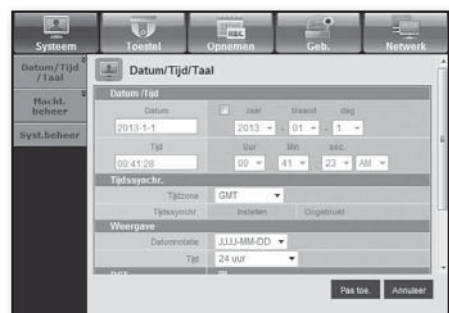 Systeem Toestel Opnemen Geb. Netwerk
REC
Datum/Tijd
/Taal
Macht.
beheer
Syst.beheer
Datum/Tijd/Taal
Datum /Tijd
Datum Jaar Maand dag
2013-1-1 2013 - 01 - 1
Tijd Uur Min sec.
00:41:28 00 41 : 23 AM
Tijdssynchr.
Tijdzone GMT
Tijdssynchr. Instellen Ongebruikt
Weergave
Datumnotatie JJJJ-MM-DD
Tijd 24 uur
DST
Pas toe. Annuleer